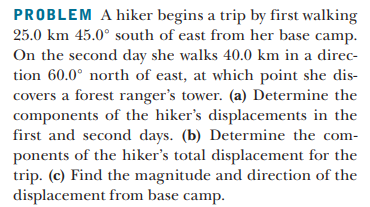 PROBLEM A hiker begins a trip by first walking
25.0 km 45.0° south of east from her base camp.
On the second day she walks 40.0 km in a direc-
tion 60.0° north of east, at which point she dis-
covers a forest ranger's tower. (a) Determine the
components of the hiker's displacements in the
first and second days. (b) Determine the com-
ponents of the hiker's total displacement for the
trip. (c) Find the magnitude and direction of the
displacement from base camp.